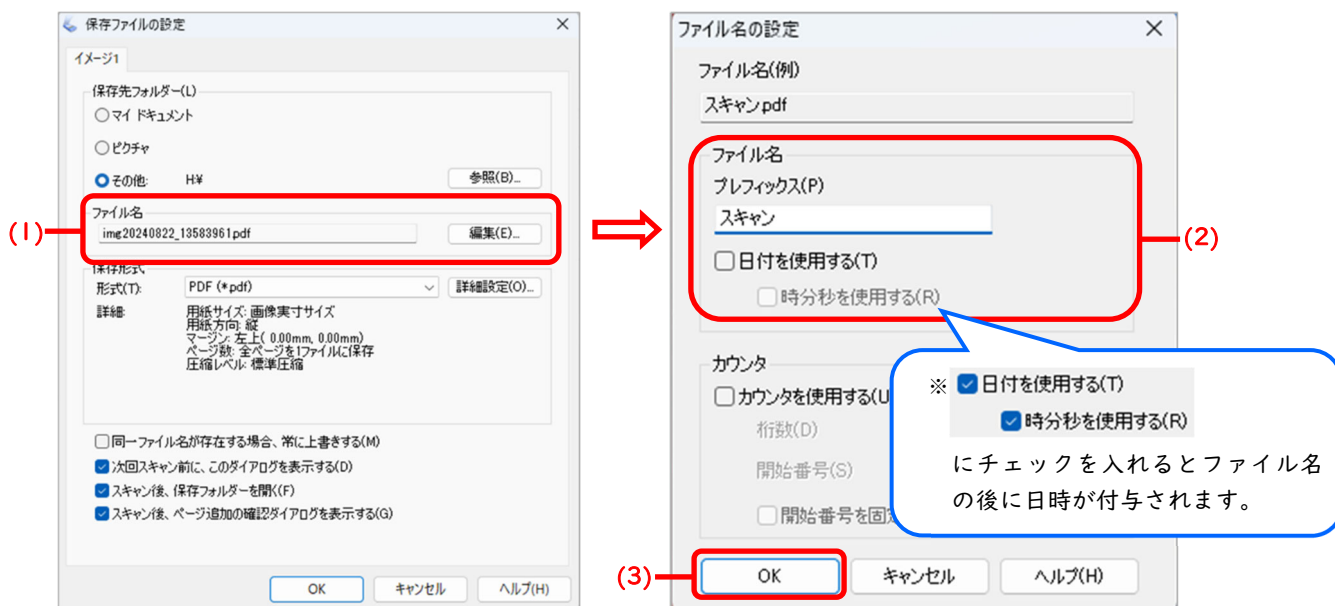 保存ファイルの設定
イメージ1
保存先フォルダー(L)
マイ ドキュメント
ピクチャ
その他: H:¥ 参照(B)...
(1)
ファイル名
img20240822_13583961.pdf 編集(E)...
保存形式
形式(T): PDF (*.pdf) 詳細設定(O)...
詳細: 用紙サイズ: 画像実寸サイズ
用紙方向: 縦
マージン: 左上( 0.00mm, 0.00mm)
ページ数: 全ページを1ファイルに保存
圧縮レベル: 標準圧縮
同一ファイル名が存在する場合、常に上書きする(M)
次回スキャン前に、このダイアログを表示する(D)
スキャン後、保存フォルダーを開く(F)
スキャン後、ページ追加の確認ダイアログを表示する(G)
OK キャンセル ヘルプ(H)
ファイル名の設定
ファイル名(例)
スキャン.pdf
ファイル名
プレフィックス(P)
スキャン
(2)
日付を使用する(T)
時分秒を使用する(R)
カウンタ
カウンタを使用する(U
桁数(D)
開始番号(S)
開始番号を固
※ 日付を使用する(T)
時分秒を使用する(R)
にチェックを入れるとファイル名
の後に日時が付与されます。
(3)
OK キャンセル ヘルプ(H)